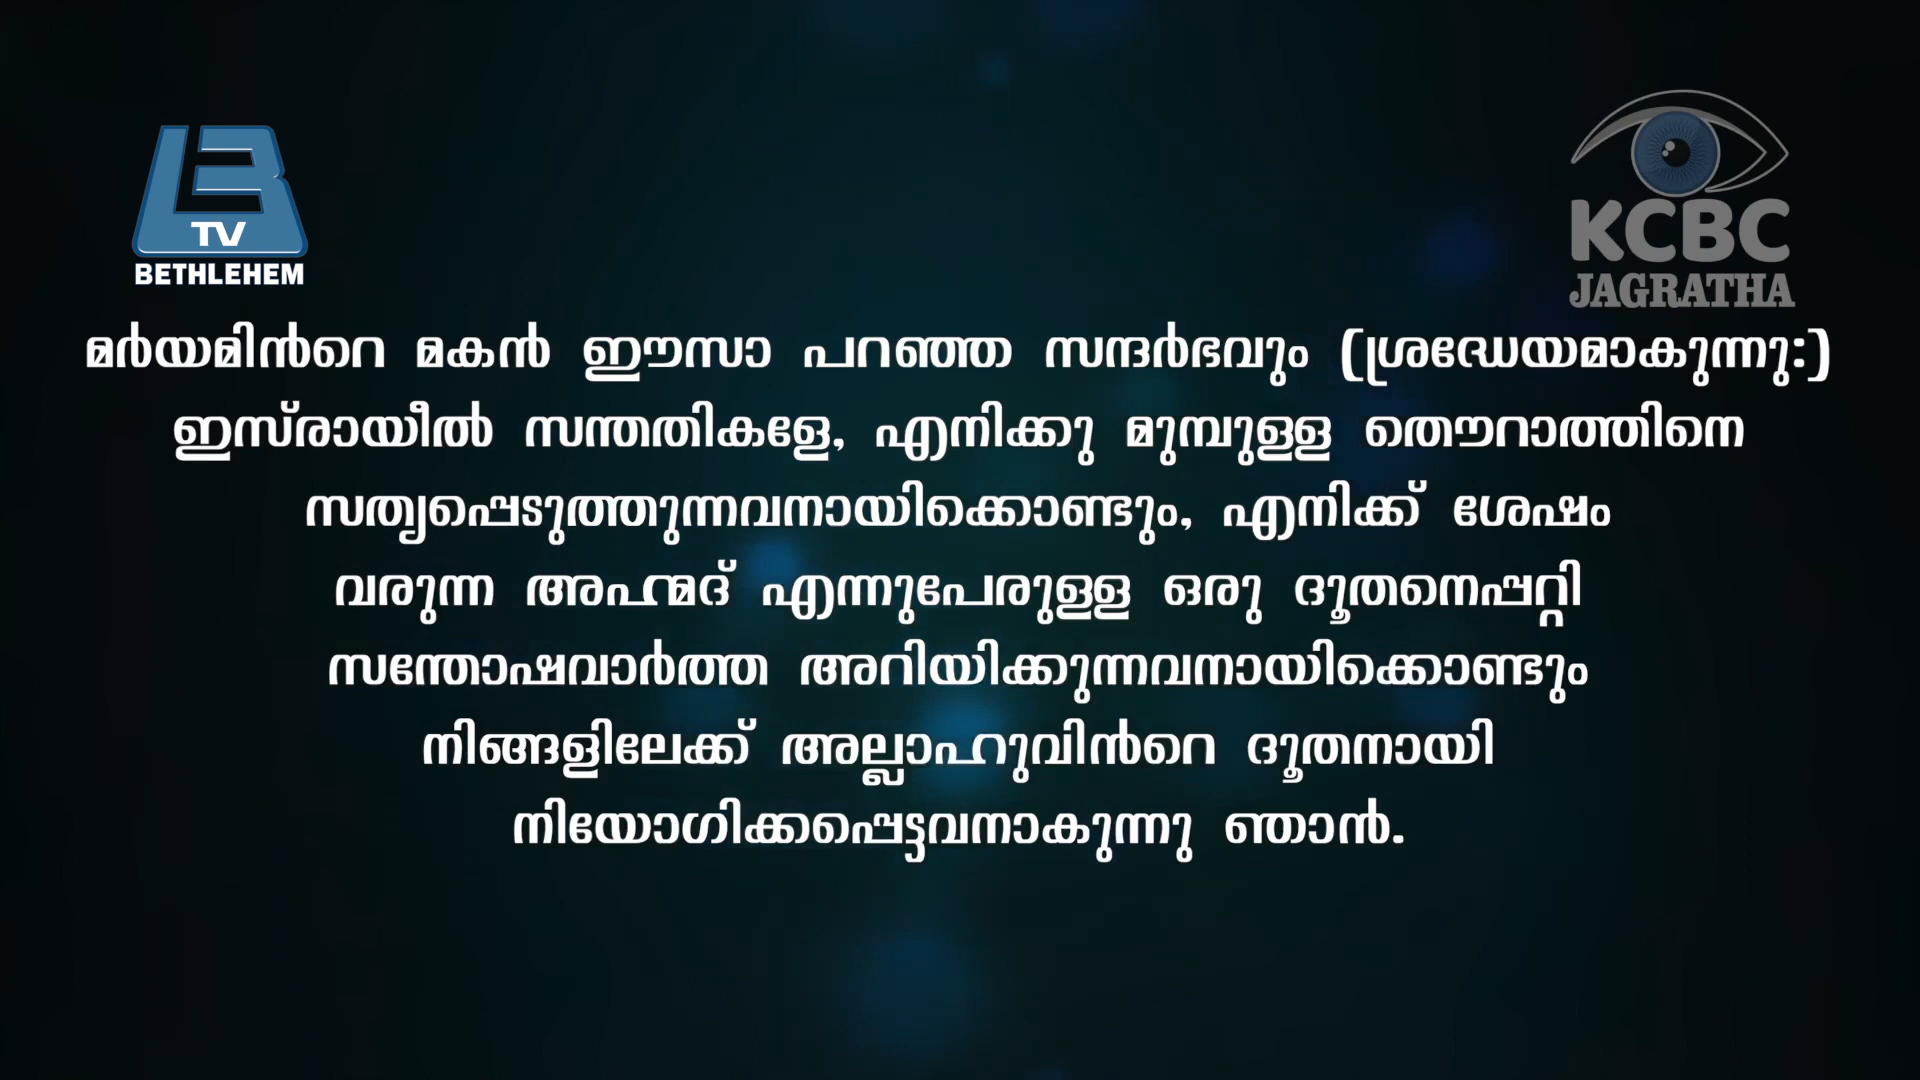 TV
BETHLEHEM
KCBC
JAGRATHA
മർയമിൻറെ മകൻ ഈസാ പറഞ്ഞ സന്ദർഭവും (ശ്രദ്ധേയമാകുന്നു:)
ഇസ്രായീൽ സന്തതികളേ, എനിക്കു മുമ്പുള്ള തൌറാത്തിനെ
സത്യപ്പെടുത്തുന്നവനായിക്കൊണ്ടും, എനിക്ക് ശേഷം
വരുന്ന അഹ്മദ് എന്നുപേരുള്ള ഒരു ദൂതനെപ്പറ്റി
സന്തോഷവാർത്ത അറിയിക്കുന്നവനായിക്കൊണ്ടും
നിങ്ങളിലേക്ക് അല്ലാഹുവിൻറെ ദൂതനായി
നിയോഗിക്കപ്പെട്ടവനാകുന്നു ഞാൻ.